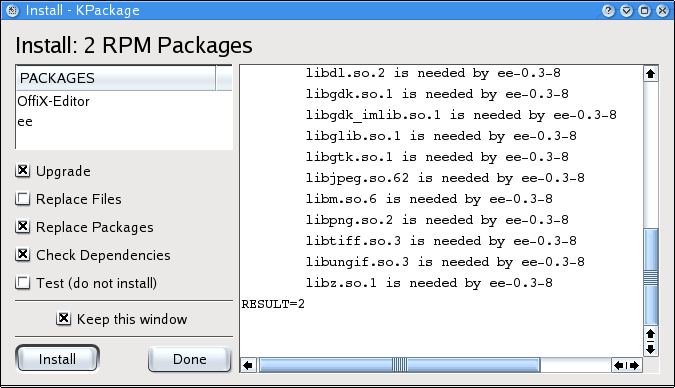 Install - KPackage
Install: 2 RPM Packages
PACKAGES
OffiX-Editor
ee
Upgrade
Replace Files
Replace Packages
Check Dependencies
Test (do not install)
Keep this window
Install
Done
libdl.so.2 is needed by ee-0.3-8
libgdk.so.1 is needed by ee-0.3-8
libgdk_imlib.so.1 is needed by ee-0.3-8
libglib.so.1 is needed by ee-0.3-8
libgtk.so.1 is needed by ee-0.3-8
libjpeg.so.62 is needed by ee-0.3-8
libm.so.6 is needed by ee-0.3-8
libpng.so.2 is needed by ee-0.3-8
libtiff.so.3 is needed by ee-0.3-8
libungif.so.3 is needed by ee-0.3-8
libz.so.1 is needed by ee-0.3-8
RESULT=2